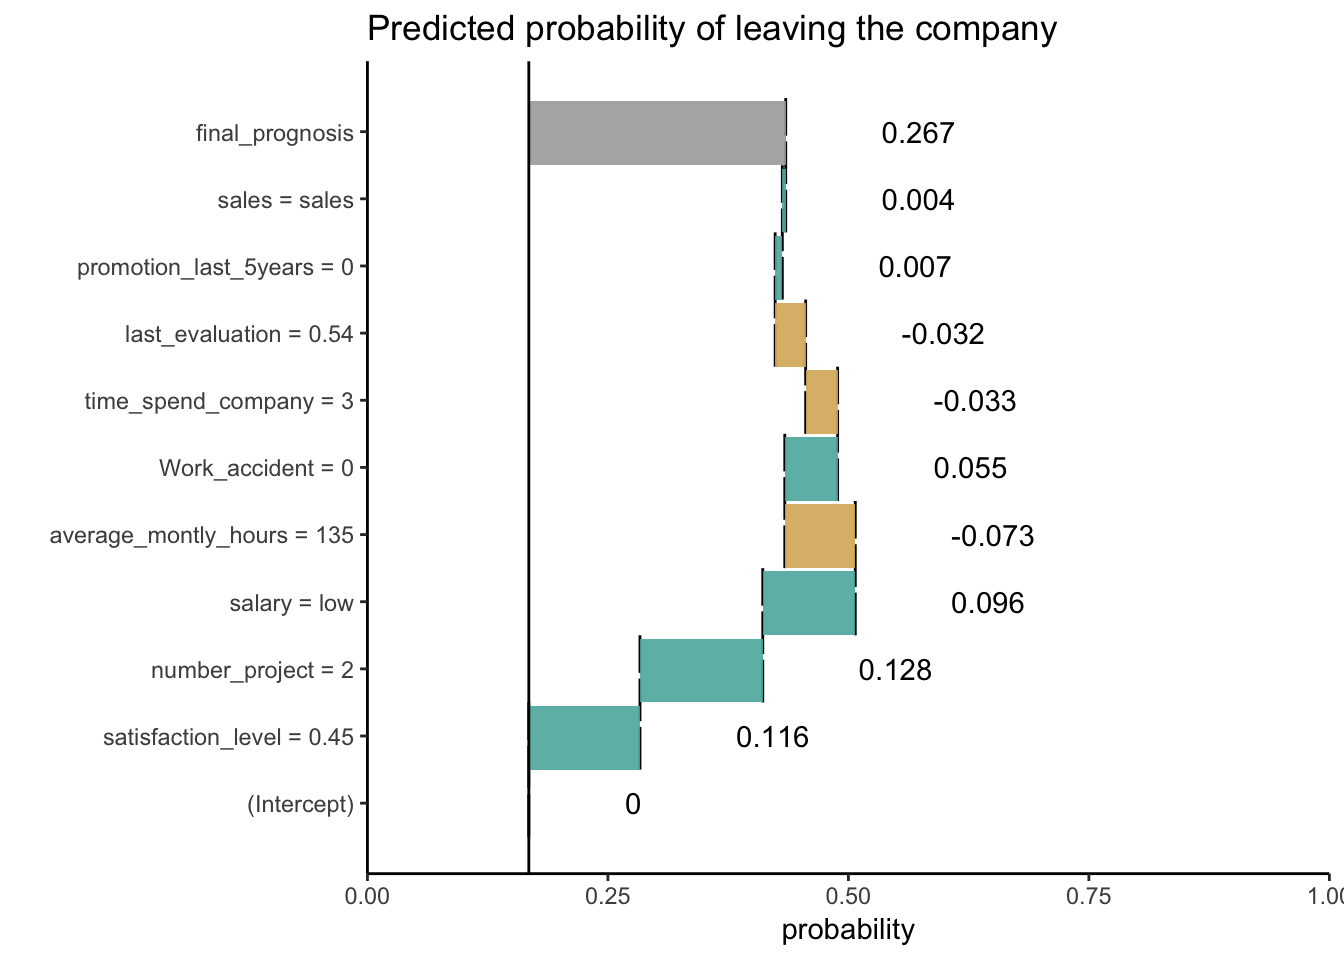 Predicted probability of leaving the company
final_prognosis 0.267
sales = sales 0.004
promotion_last_5years = 0 0.007
last_evaluation = 0.54 -0.032
time_spend_company = 3 -0.033
Work_accident = 0 0.055
average_montly_hours = 135 -0.073
salary = low 0.096
number_project = 2 0.128
satisfaction_level = 0.45 0.116
(Intercept) 0
0.00 0.25 0.50 0.75 1.00
probability